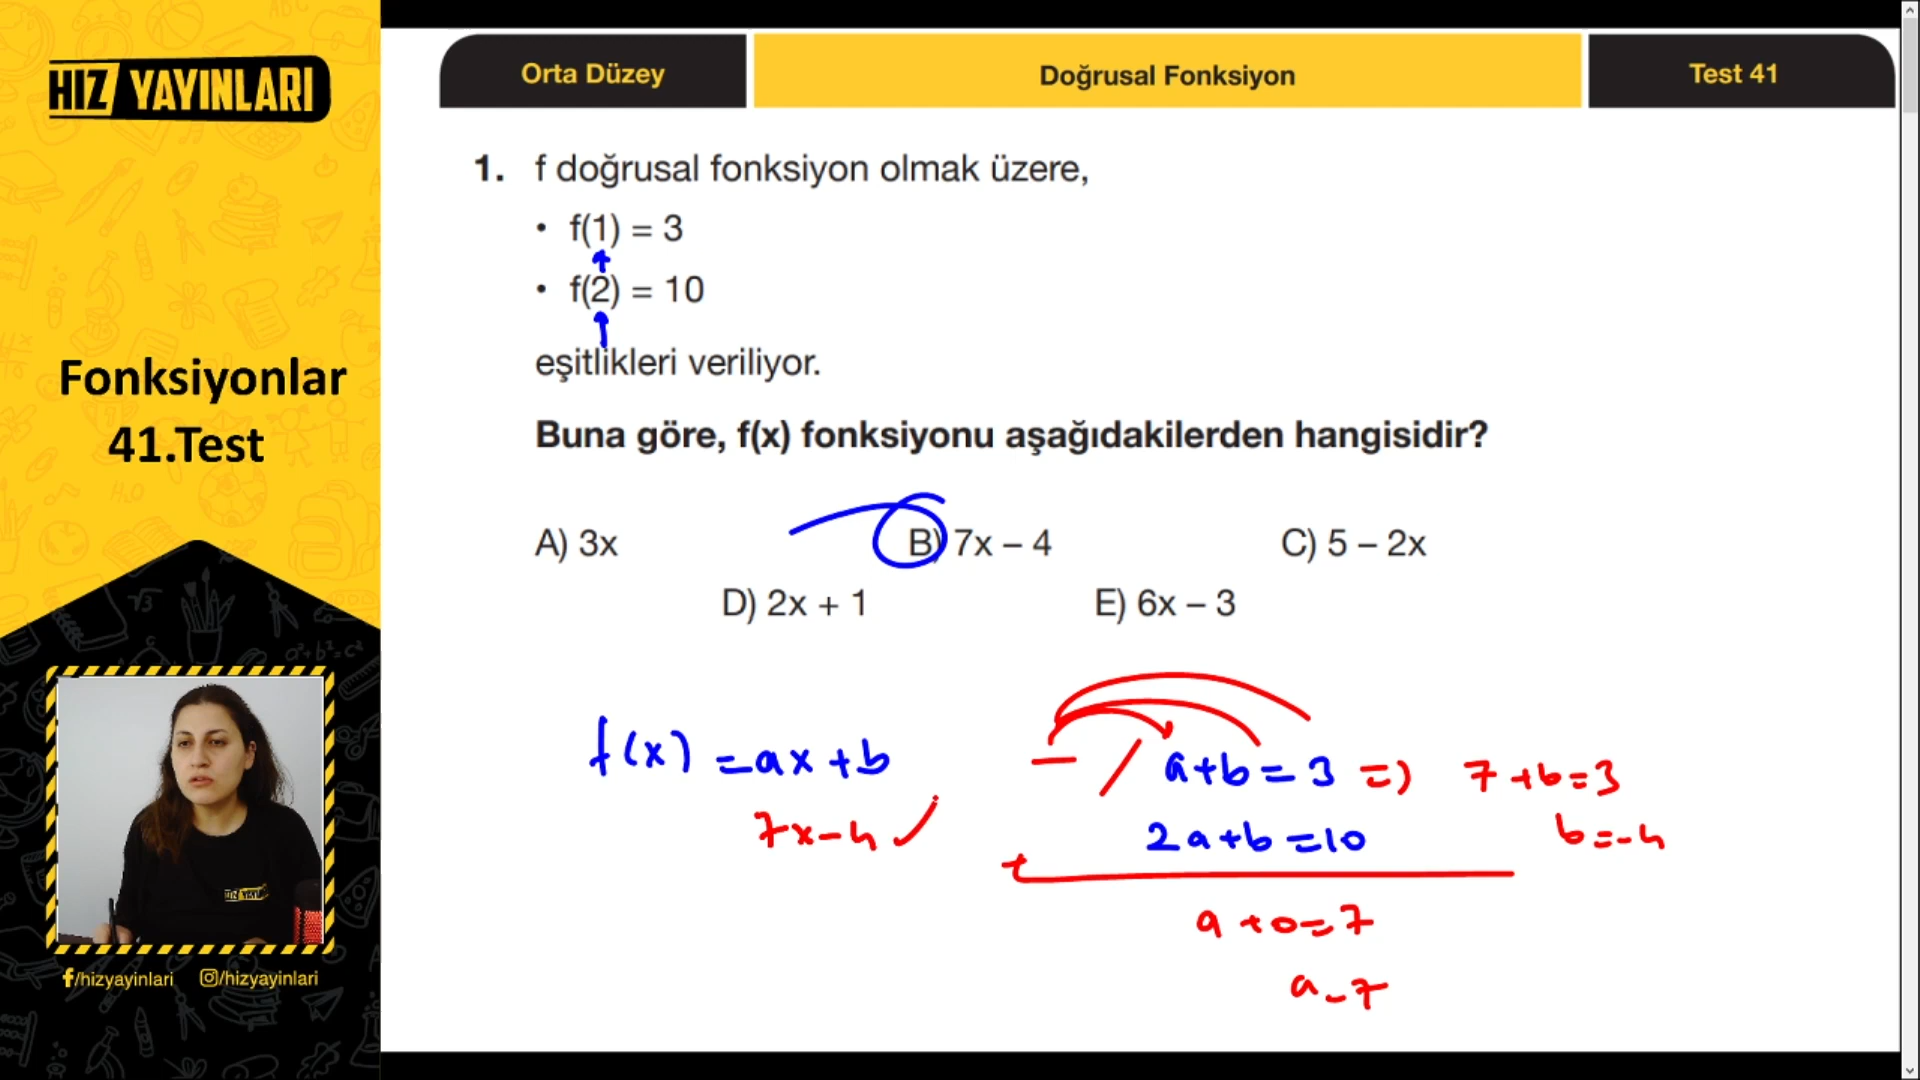 HIZ YAYINLARI
Fonksiyonlar
41.Test
HIZ YAYINLARI
/hizyayinlari /hizyayinlari
Orta Düzey
Doğrusal Fonksiyon
Test 41
1. f doğrusal fonksiyon olmak üzere,
• f(1) = 3
• f(2) = 10
eşitlikleri veriliyor.
Buna göre, f(x) fonksiyonu aşağıdakilerden hangisidir?
A) 3x B) 7x – 4 C) 5 – 2x
D) 2x + 1 E) 6x – 3
f(x) = ax + b
7x - 4 ✓
- / a + b = 3 => 7 + b = 3
2a + b = 10 b = -4
a + 0 = 7
a - 7